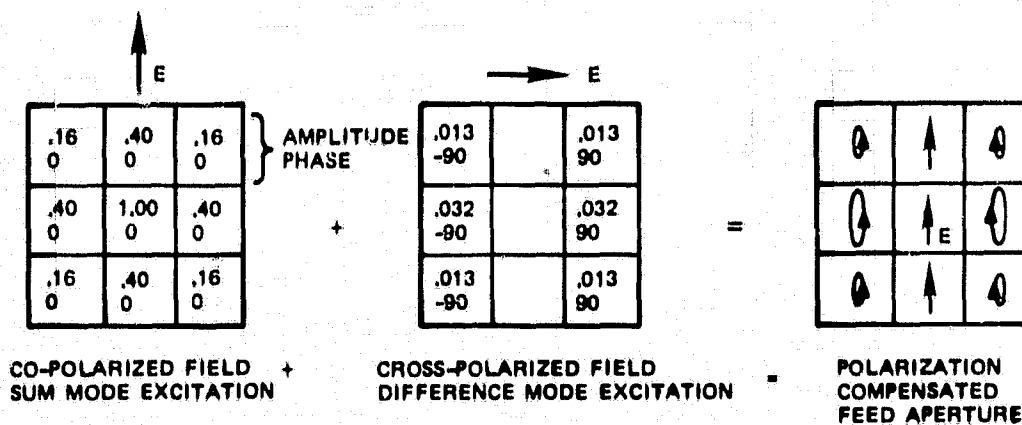 E
E
.16 .40 .16
0 0 0
AMPLITUDE
PHASE
.40 1.00 .40
0 0 0
.16 .40 .16
0 0 0
+
.013 .013
-90 90
.032 .032
-90 90
.013 .013
-90 90
=
E
CO-POLARIZED FIELD +
SUM MODE EXCITATION
CROSS-POLARIZED FIELD
DIFFERENCE MODE EXCITATION
=
POLARIZATION
COMPENSATED
FEED APERTURE